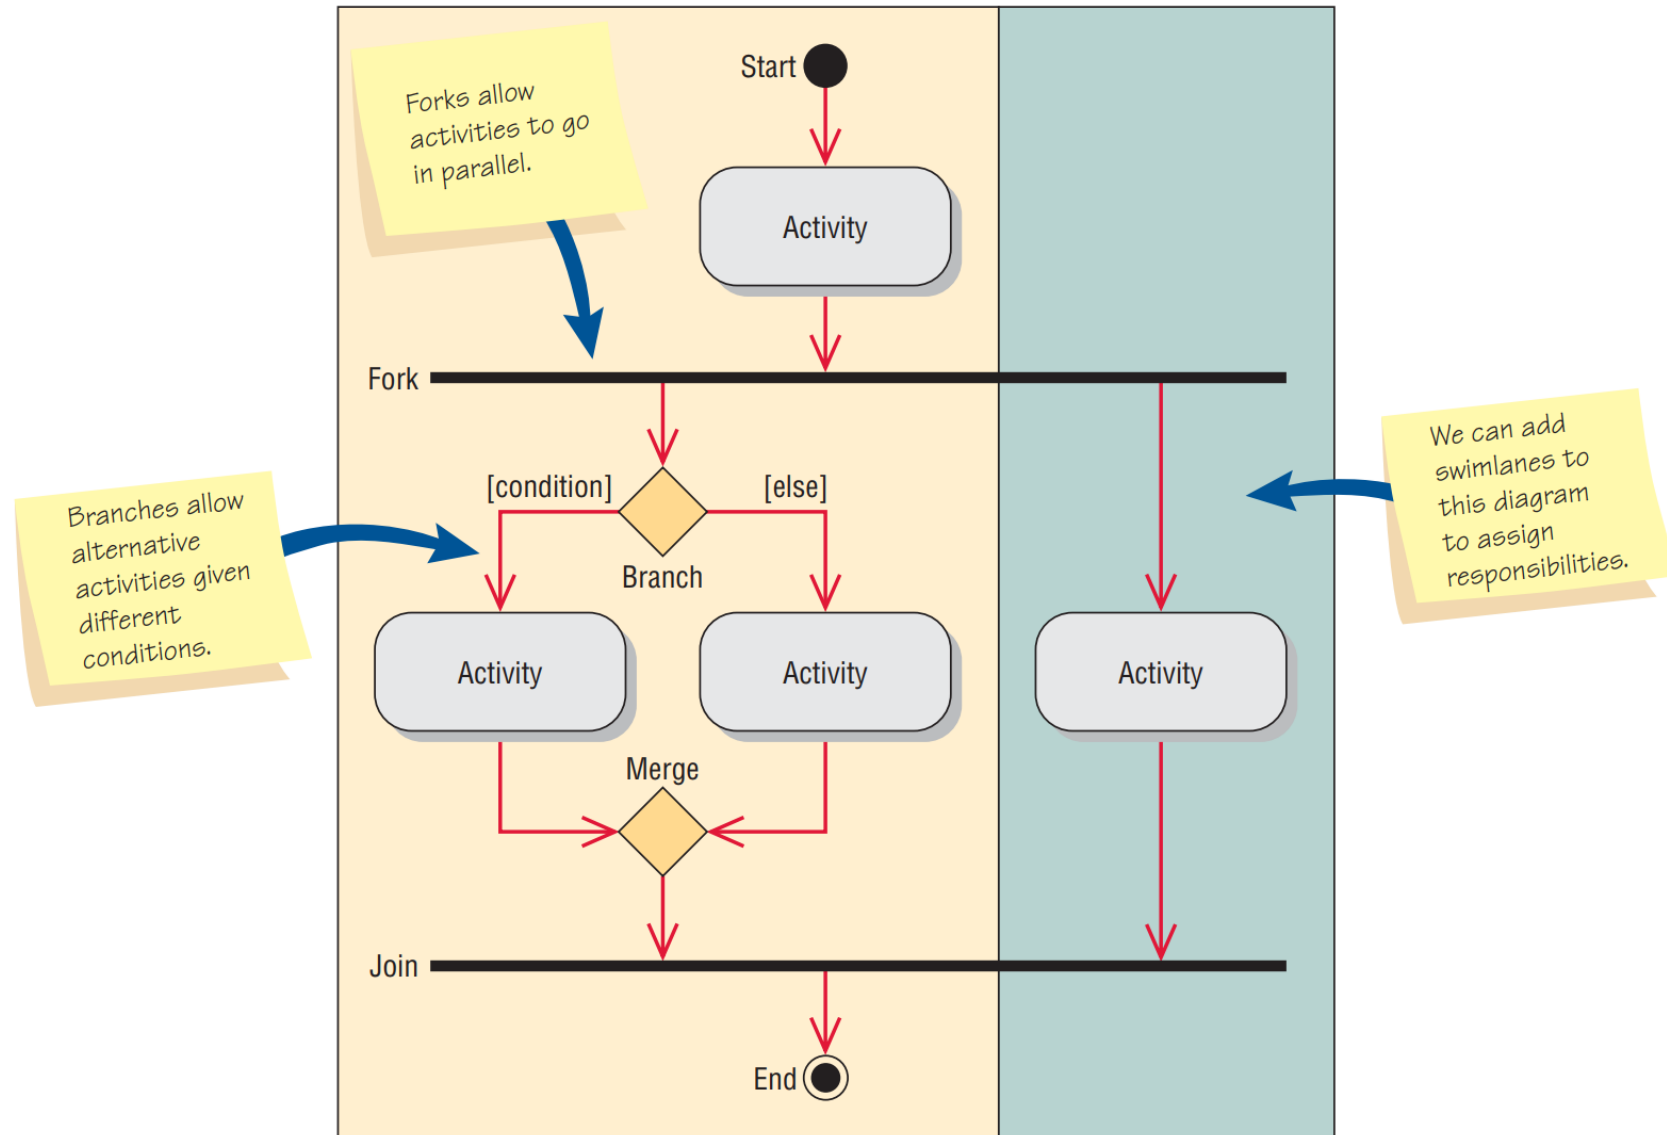 Start
Forks allow
activities to go
in parallel.
Activity
Fork
[condition]
[else]
Branch
Branches allow
alternative
activities given
different
conditions.
We can add
swimlanes to
this diagram
to assign
responsibilities.
Activity
Activity
Activity
Merge
Join
End